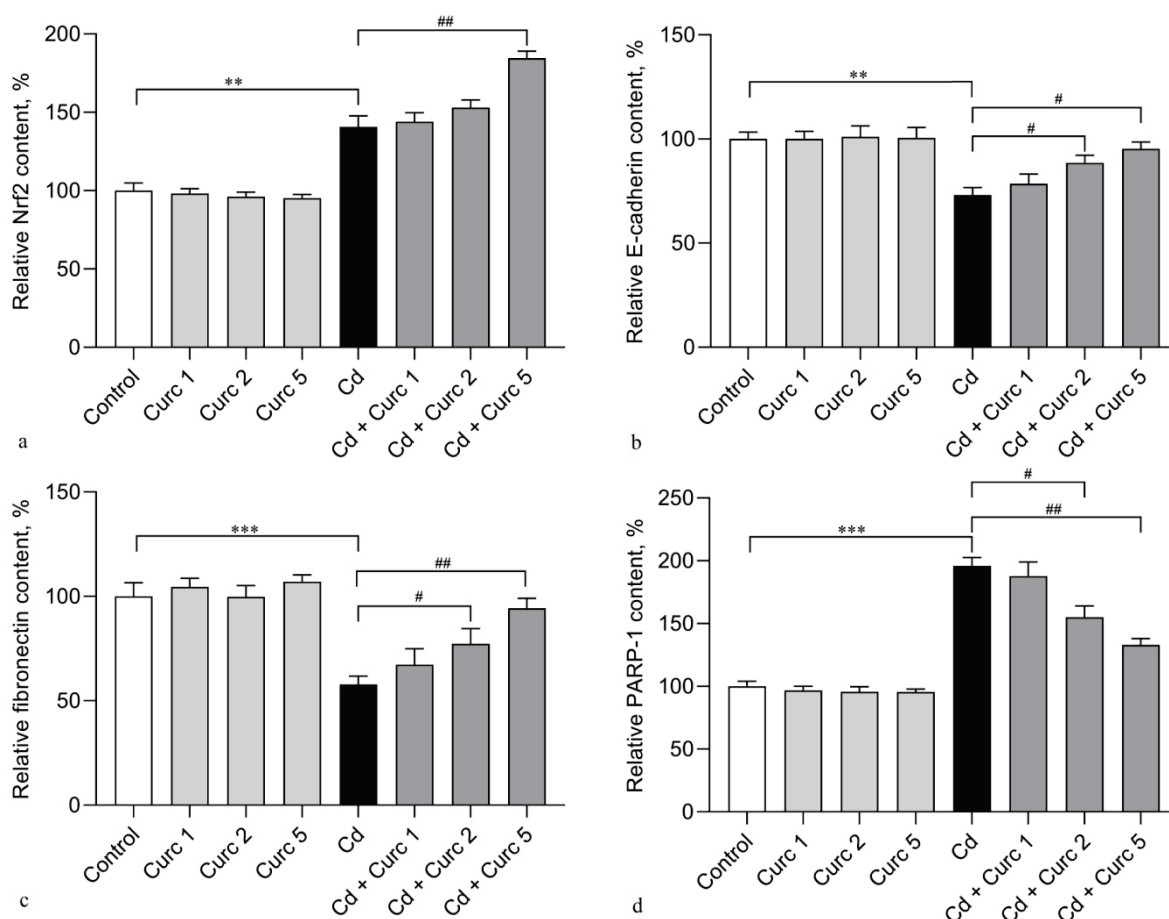 Relative Nrf2 content, %
200
150
100
50
0
**
##
Control
Curc 1
Curc 2
Curc 5
Cd
Cd + Curc 1
Cd + Curc 2
Cd + Curc 5
a
Relative E-cadherin content, %
150
100
50
0
**
#
#
Control
Curc 1
Curc 2
Curc 5
Cd
Cd + Curc 1
Cd + Curc 2
Cd + Curc 5
b
Relative fibronectin content, %
150
100
50
0
***
##
#
Control
Curc 1
Curc 2
Curc 5
Cd
Cd + Curc 1
Cd + Curc 2
Cd + Curc 5
c
Relative PARP-1 content, %
250
200
150
100
50
0
***
#
##
Control
Curc 1
Curc 2
Curc 5
Cd
Cd + Curc 1
Cd + Curc 2
Cd + Curc 5
d